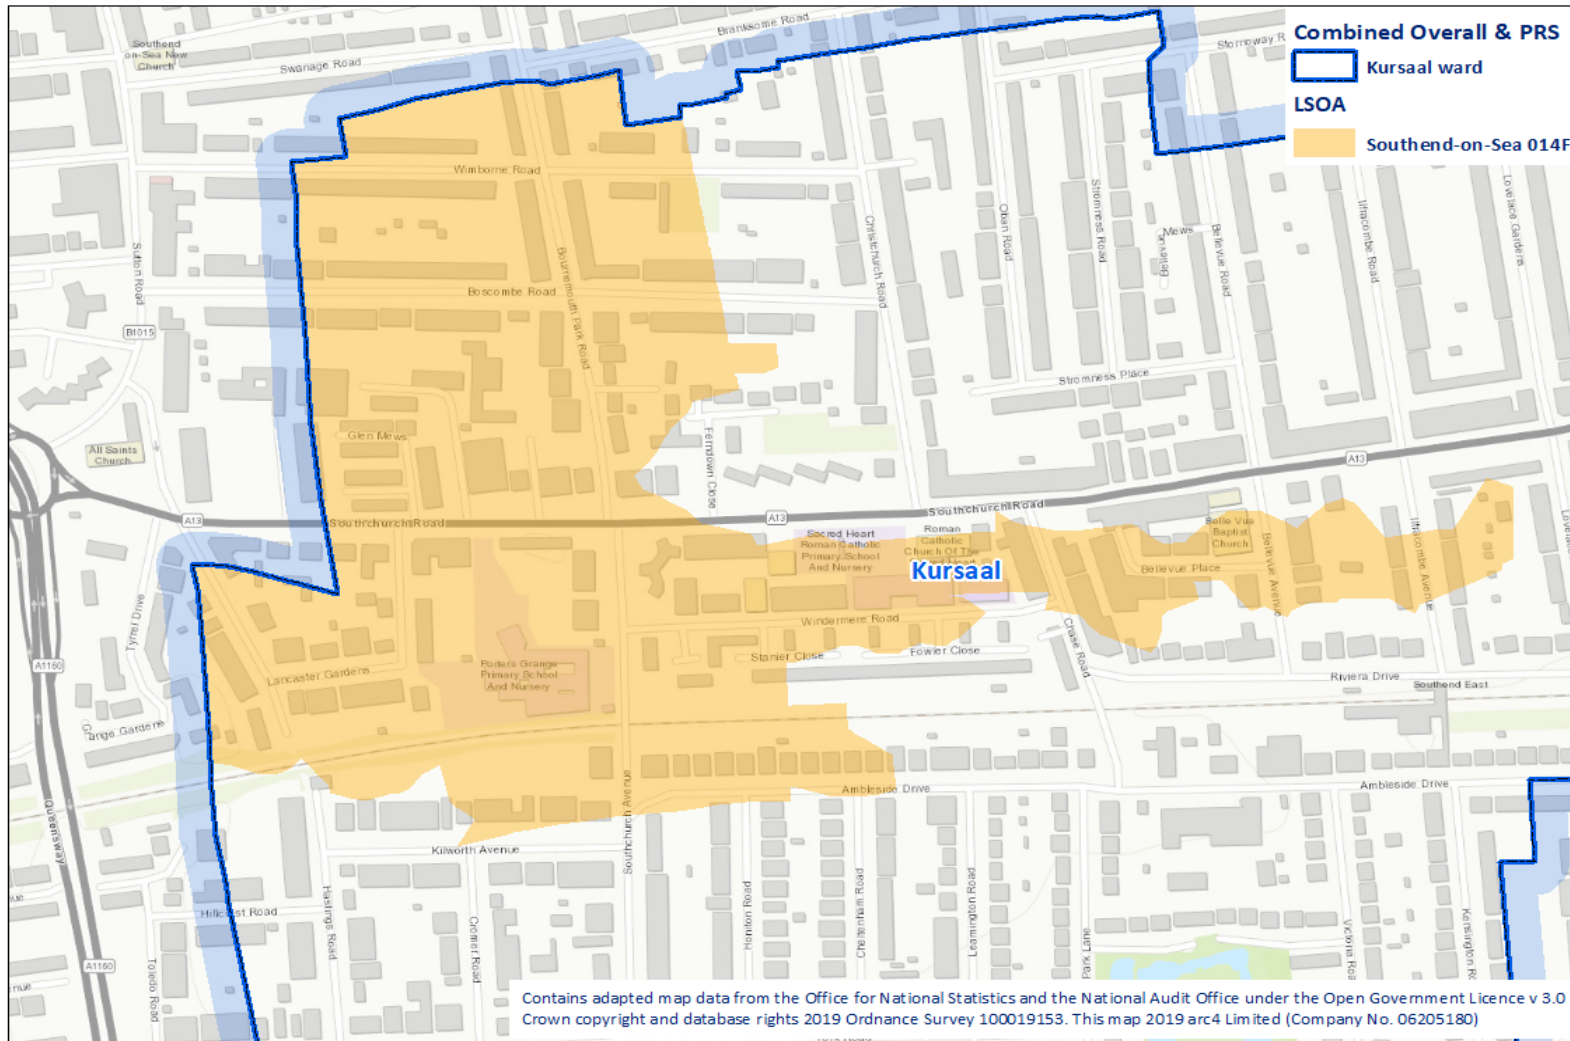 Combined Overall & PRS
Kursaal ward
LSOA
Southend-on-Sea 014F
Branksome Road
Stornoway R
Southend
on-Sea New
Church
Swanage Road
Wimborne Road
Sutton Road
Bournemouth Park Road
Christchurch Road
Oban Road
Stromness Road
Mews
Bellevue
Bellevue Road
Ilfracombe Road
Lovelace Gardens
Boscombe Road
B1015
Stromness Place
Glen Mews
Ferndown Close
All Saints
Church
A13
Southchurch Road
A13
Southchurch Road
A13
Sacred Heart
Roman Catholic
Primary School
And Nursery
Roman
Catholic
Church Of The
Kursaal
Belle Vue
Baptist
Church
Bellevue Place
Bellevue Avenue
Ilfracombe Avenue
Lovela
Tyrrel Drive
A1160
Windermere Road
Stanier Close
Fowler Close
Chase Road
Lancaster Gardens
Porters Grange
Primary School
And Nursery
Riviera Drive
Southend East
ange Gardens
Queensway
Southchurch Avenue
Ambleside Drive
Ambleside Drive
Kilworth Avenue
Hillcrest Road
Hastings Road
Cromer Road
Honiton Road
Cheltenham Road
Leamington Road
Park Lane
Victoria Roa
Kensington Ro
A1160
Toledo Road
nue
Contains adapted map data from the Office for National Statistics and the National Audit Office under the Open Government Licence v 3.0
Crown copyright and database rights 2019 Ordnance Survey 100019153. This map 2019 arc4 Limited (Company No. 06205180)